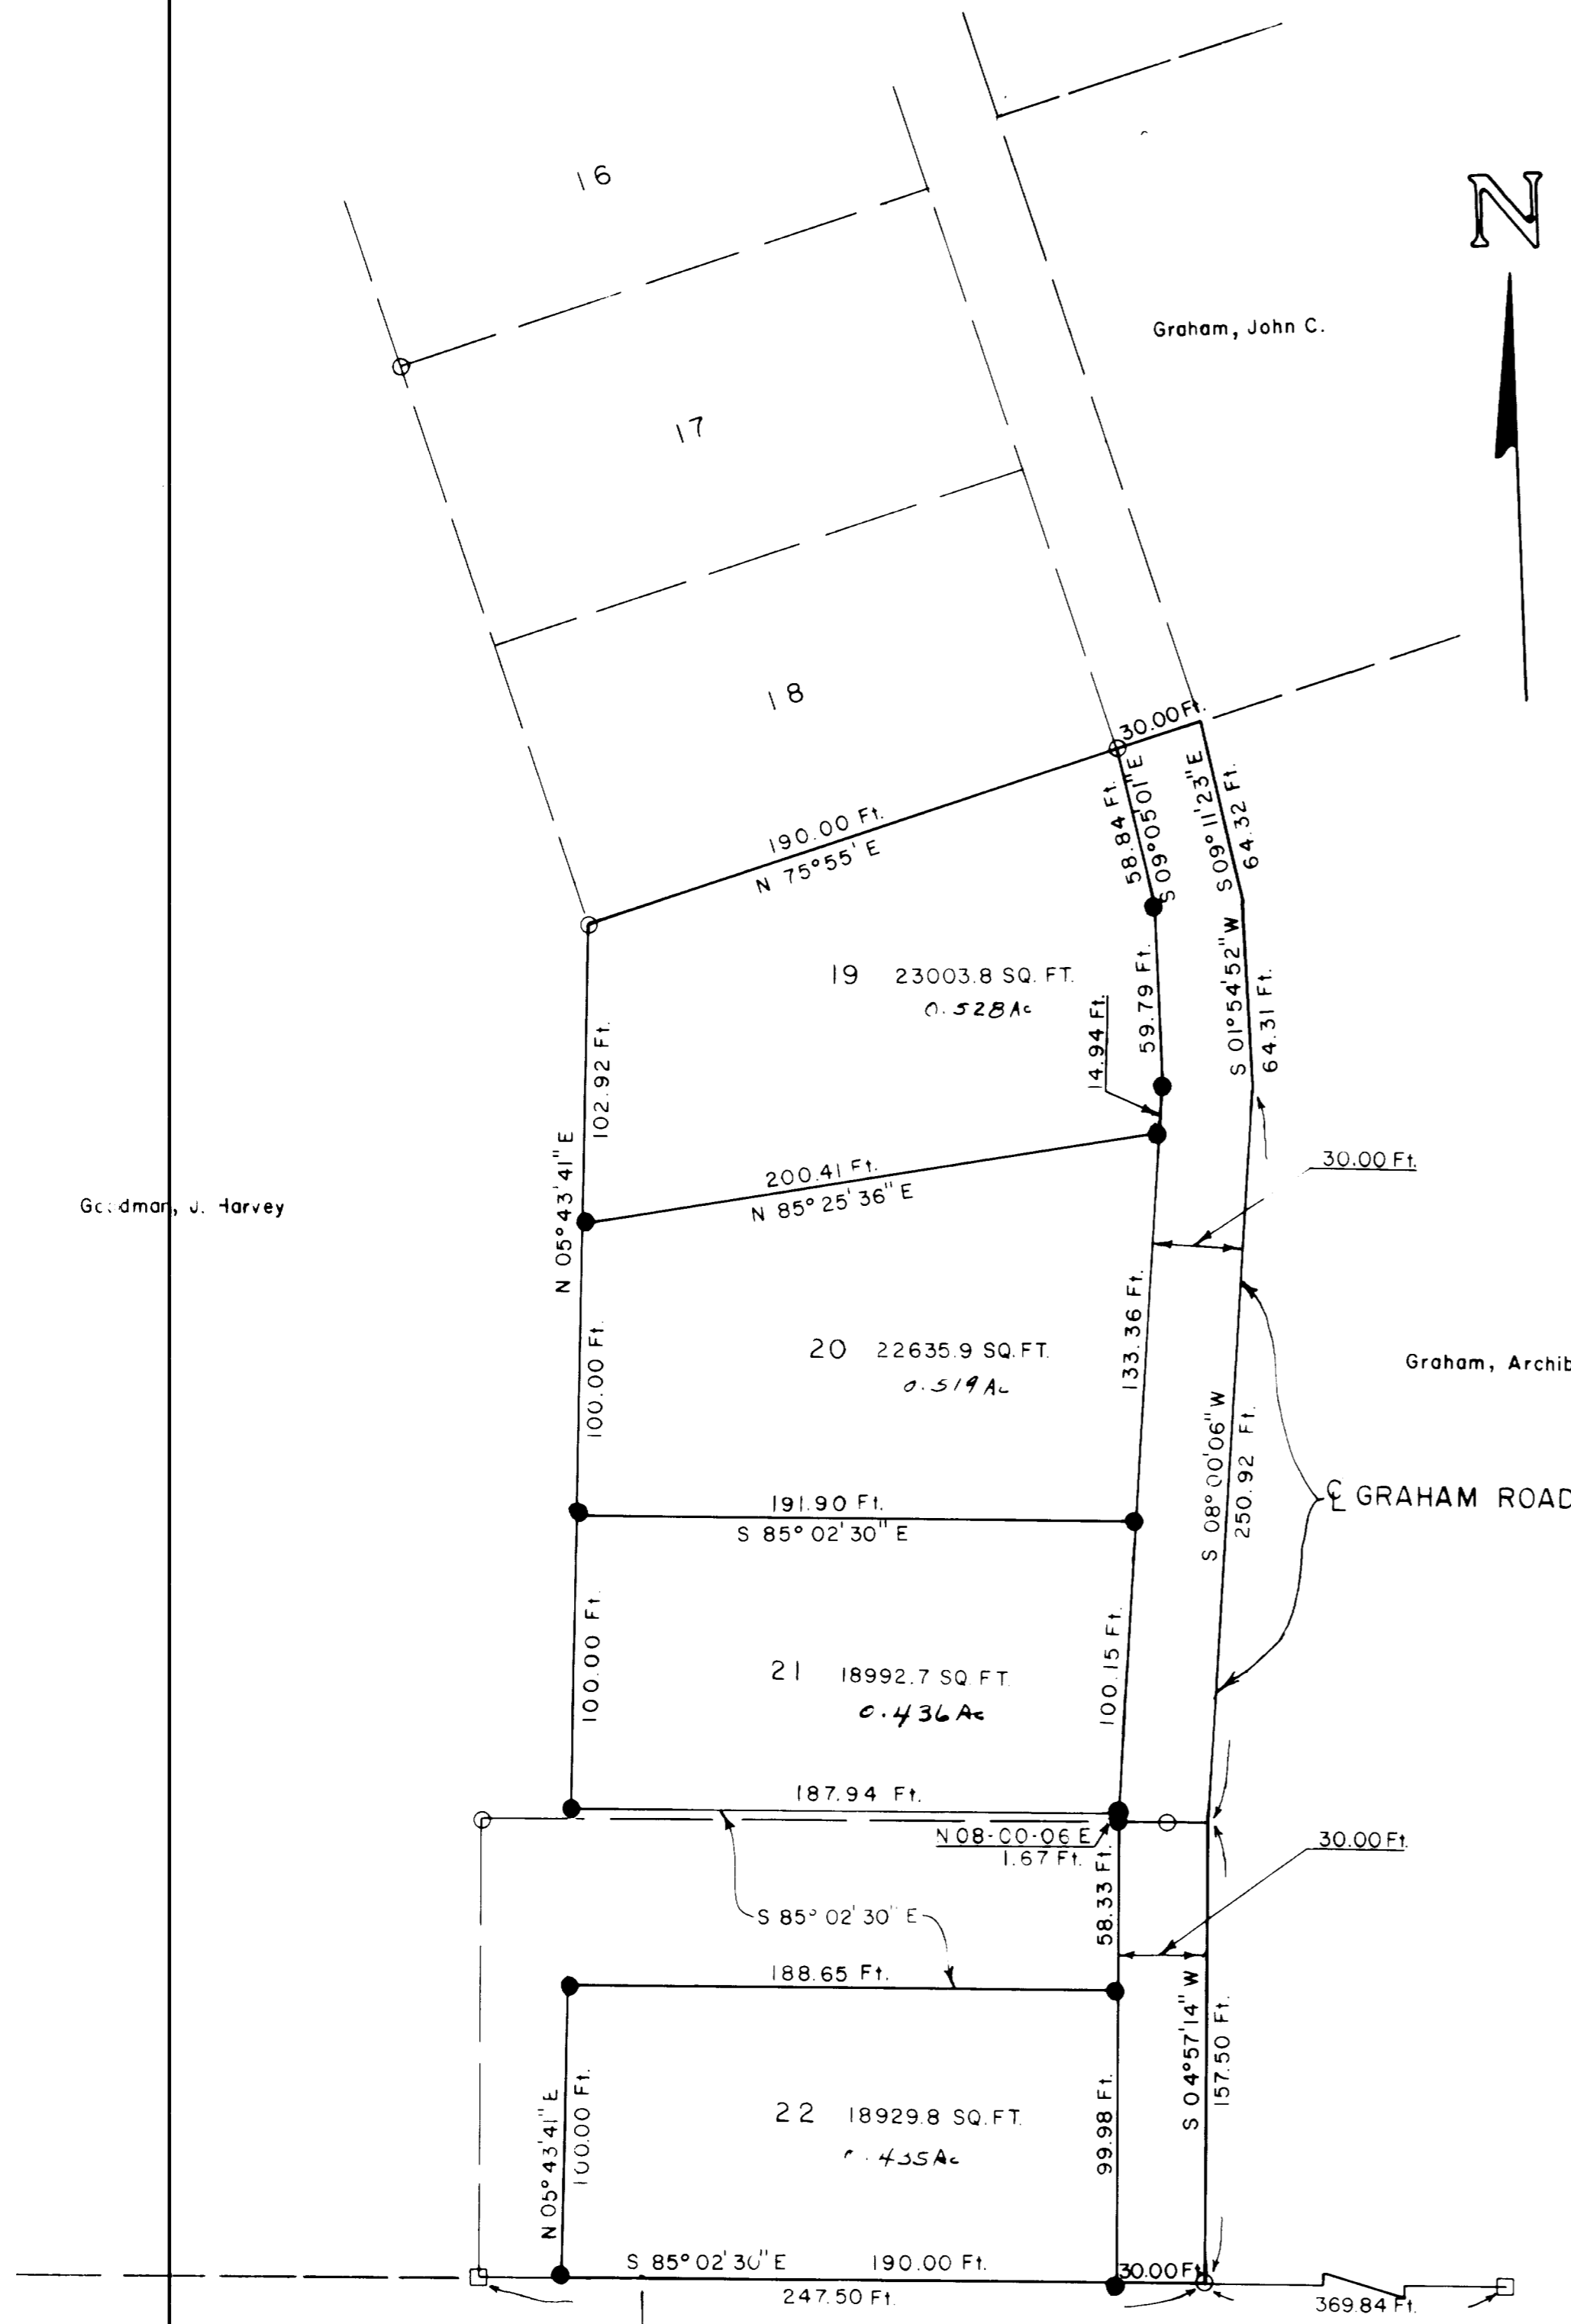 16
N
Graham, John C.
17
18
30.00 Ft.
58.84 Ft.
S 09°05'01" E
S 09°11'23" E
64.32 Ft.
190.00 Ft.
N 75°55' E
19 23003.8 SQ. FT.
0.528 Ac
59.79 Ft.
14.94 Ft.
S 01°54'52" W
64.31 Ft.
102.92 Ft.
N 05°43'41" E
200.41 Ft.
N 85°25'36" E
30.00 Ft.
J. Harvey
20 22635.9 SQ. FT.
0.519 Ac
100.00 Ft.
133.36 Ft.
Graham, Archib
S 08°00'06" W
250.92 Ft.
℄ GRAHAM ROAD
191.90 Ft.
S 85°02'30" E
21 18992.7 SQ. FT.
0.436 Ac
100.00 Ft.
100.15 Ft.
187.94 Ft.
N 08-00-06 E
1.67 Ft.
30.00 Ft.
58.33 Ft.
S 85°02'30" E
188.65 Ft.
S 04°57'14" W
157.50 Ft.
22 18929.8 SQ. FT.
.435 Ac
N 05°43'41" E
100.00 Ft.
99.98 Ft.
S 85°02'30" E 190.00 Ft.
30.00 Ft.
247.50 Ft.
369.84 Ft.